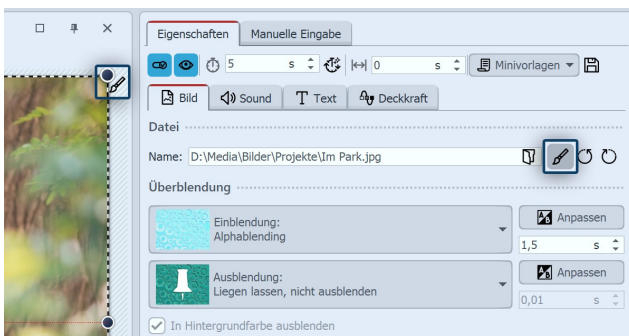 Eigenschaften Manuelle Eingabe
5 s 0 s Minivorlagen
Bild Sound Text Deckkraft
Datei
Name: D:\Media\Bilder\Projekte\Im Park.jpg
Überblendung
Einblendung:
Alphablending
Anpassen
1,5 s
Ausblendung:
Liegen lassen, nicht ausblenden
Anpassen
0,01 s
In Hintergrundfarbe ausblenden